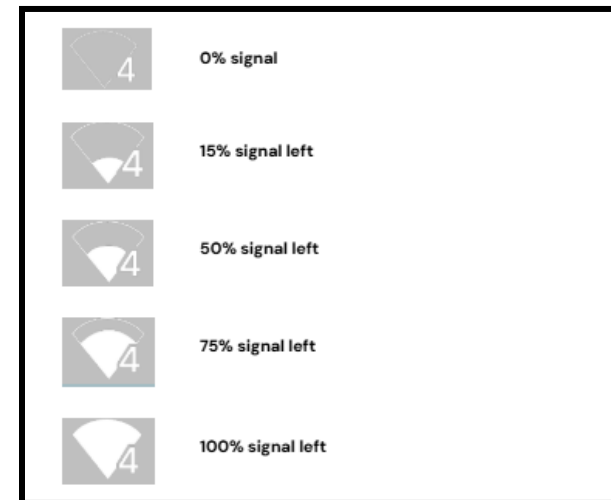 4
0% signal
4
15% signal left
4
50% signal left
4
75% signal left
4
100% signal left